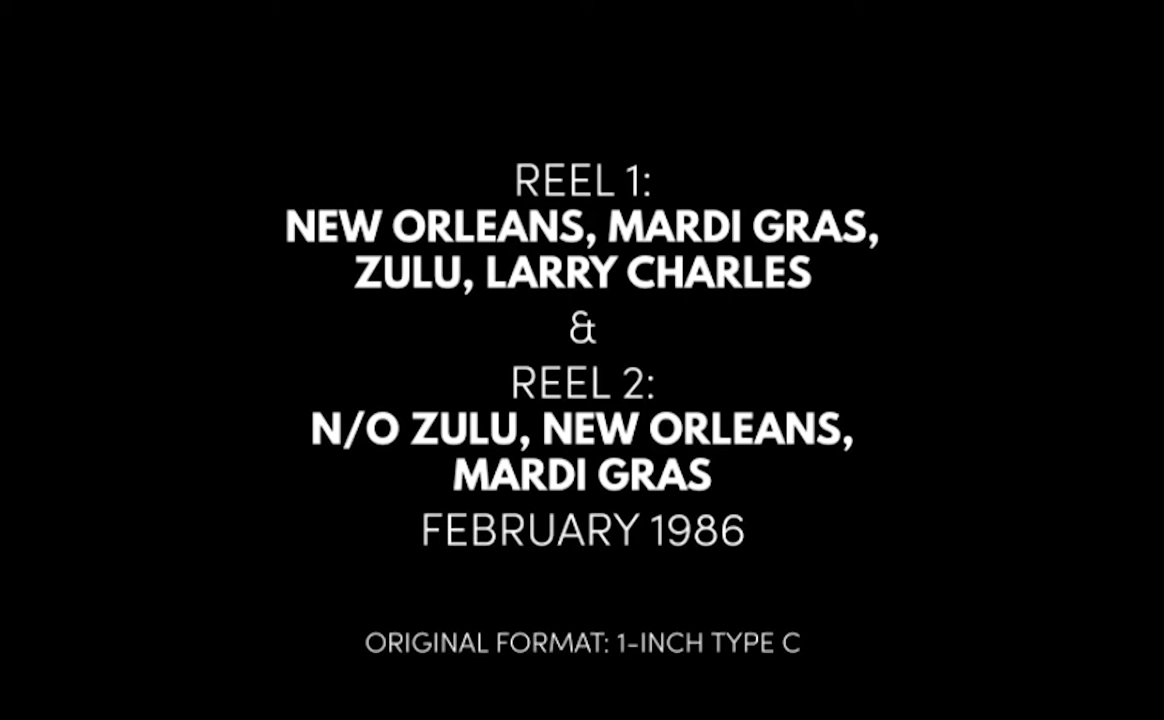 REEL 1:
NEW ORLEANS, MARDI GRAS,
ZULU, LARRY CHARLES
&
REEL 2:
N/O ZULU, NEW ORLEANS,
MARDI GRAS
FEBRUARY 1986
ORIGINAL FORMAT: 1-INCH TYPE C